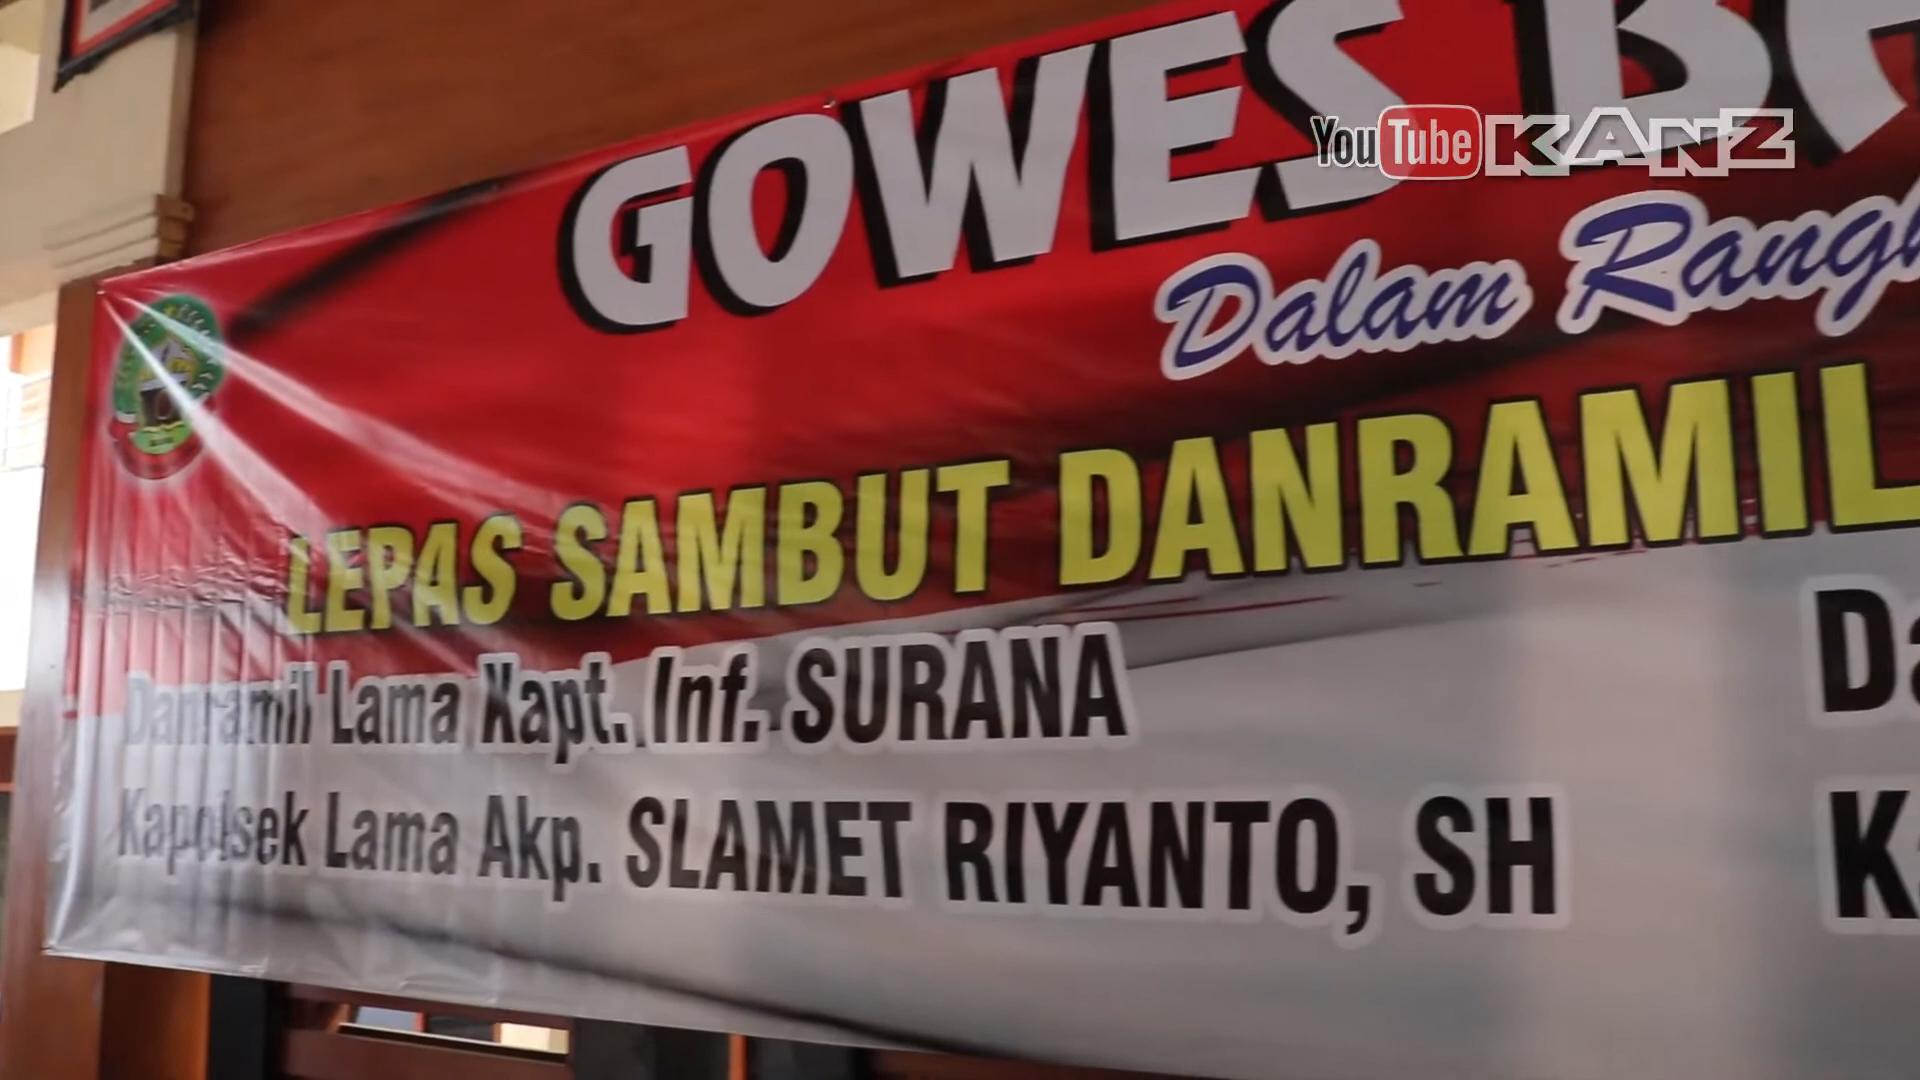 GOWES
YouTube KANZ
Dalam
LEPAS SAMBUT DANRAMIL
Danramil Lama Kapt. Inf. SURANA
Kapolsek Lama Akp. SLAMET RIYANTO, SH